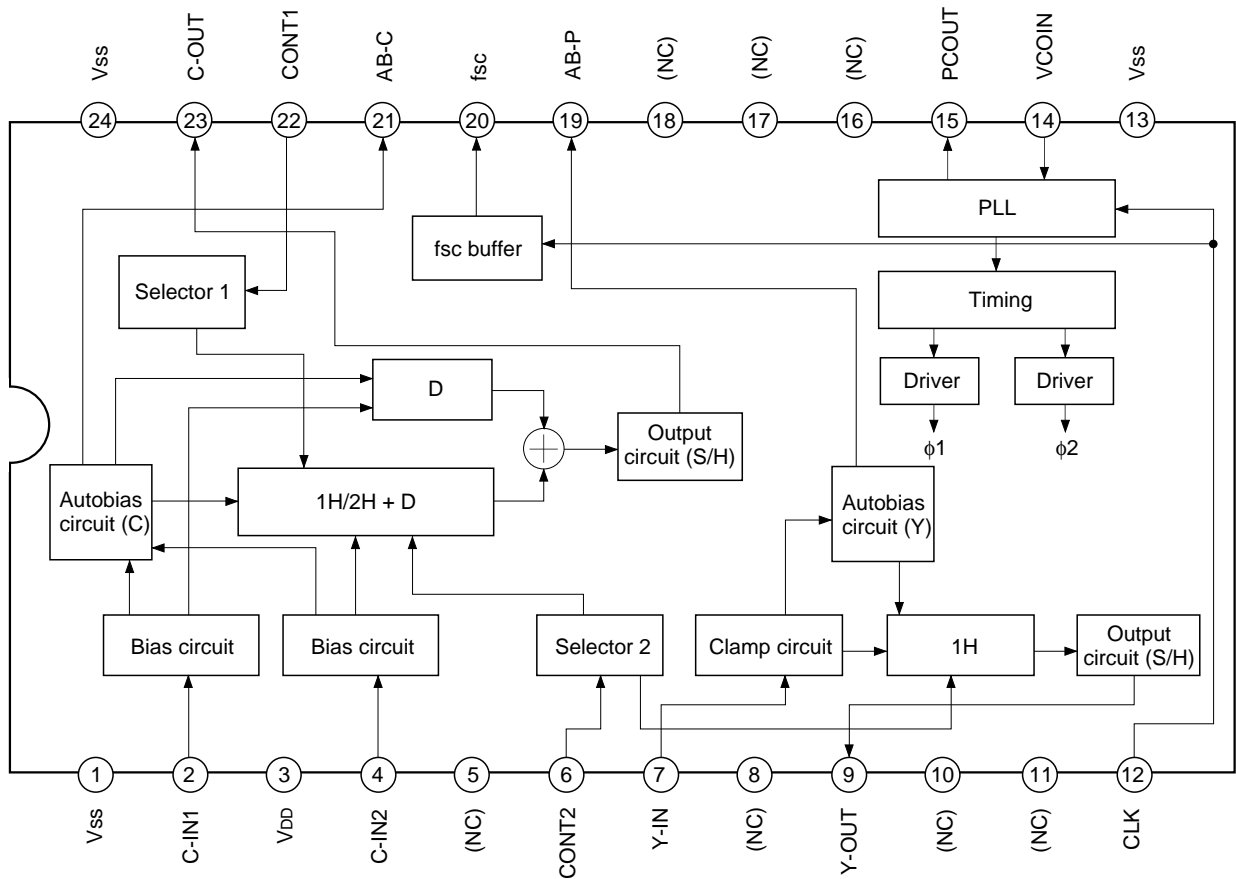 Vss
C-OUT
CONT1
AB-C
fsc
AB-P
(NC)
(NC)
(NC)
PCOUT
VCOIN
Vss
24
23
22
21
20
19
18
17
16
15
14
13
PLL
fsc buffer
Selector 1
Timing
D
Driver
Driver
Output
circuit (S/H)
ϕ1
ϕ2
Autobias
circuit (C)
1H/2H + D
Autobias
circuit (Y)
Bias circuit
Bias circuit
Selector 2
Clamp circuit
1H
Output
circuit (S/H)
1
2
3
4
5
6
7
8
9
10
11
12
Vss
C-IN1
VDD
C-IN2
(NC)
CONT2
Y-IN
(NC)
Y-OUT
(NC)
(NC)
CLK